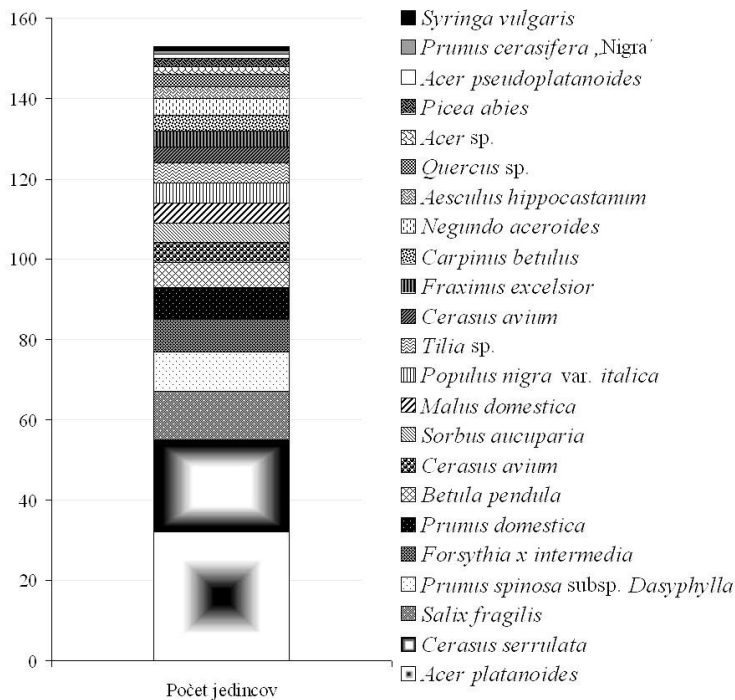 160
140
120
100
80
60
40
20
0
Počet jedincov
Syringa vulgaris
Prunus cerasifera ‚Nigra´
Acer pseudoplatanoides
Picea abies
Acer sp.
Quercus sp.
Aesculus hippocastanum
Negundo aceroides
Carpinus betulus
Fraxinus excelsior
Cerasus avium
Tilia sp.
Populus nigra var. italica
Malus domestica
Sorbus aucuparia
Cerasus avium
Betula pendula
Prunus domestica
Forsythia x intermedia
Prunus spinosa subsp. Dasyphylla
Salix fragilis
Cerasus serrulata
Acer platanoides